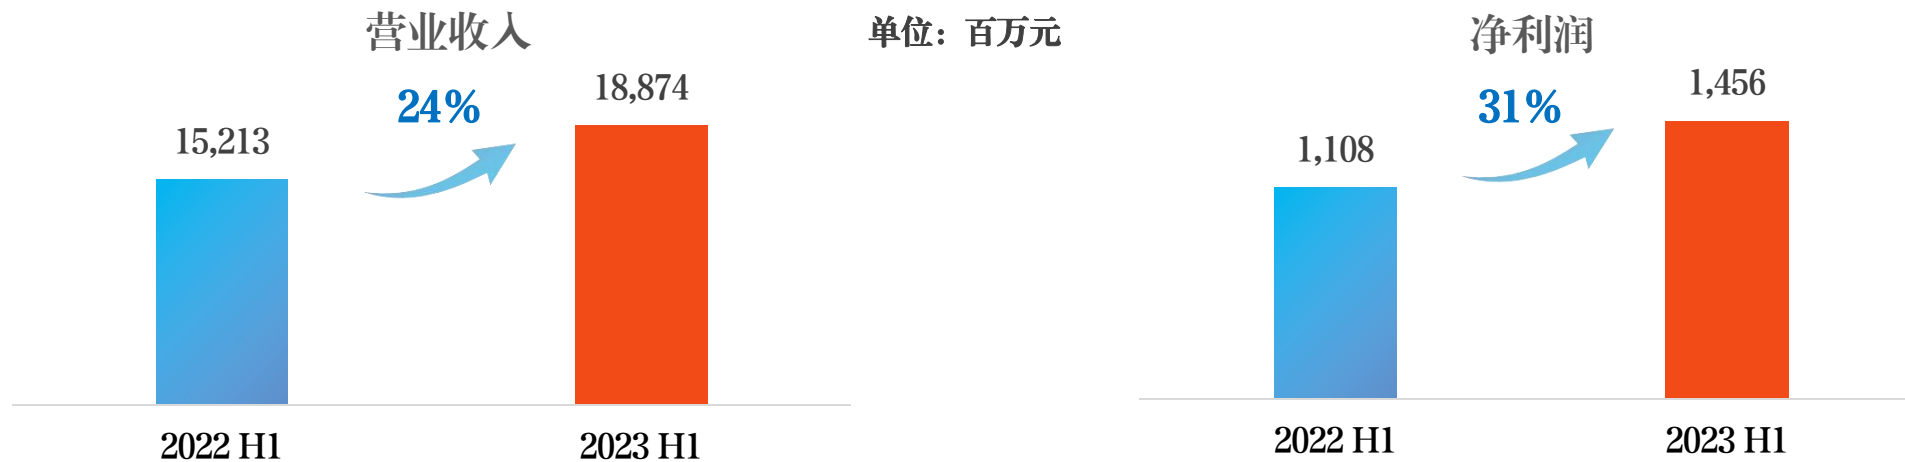 营业收入
24%
15,213
18,874
2022 H1
2023 H1
单位：百万元
净利润
31%
1,108
1,456
2022 H1
2023 H1